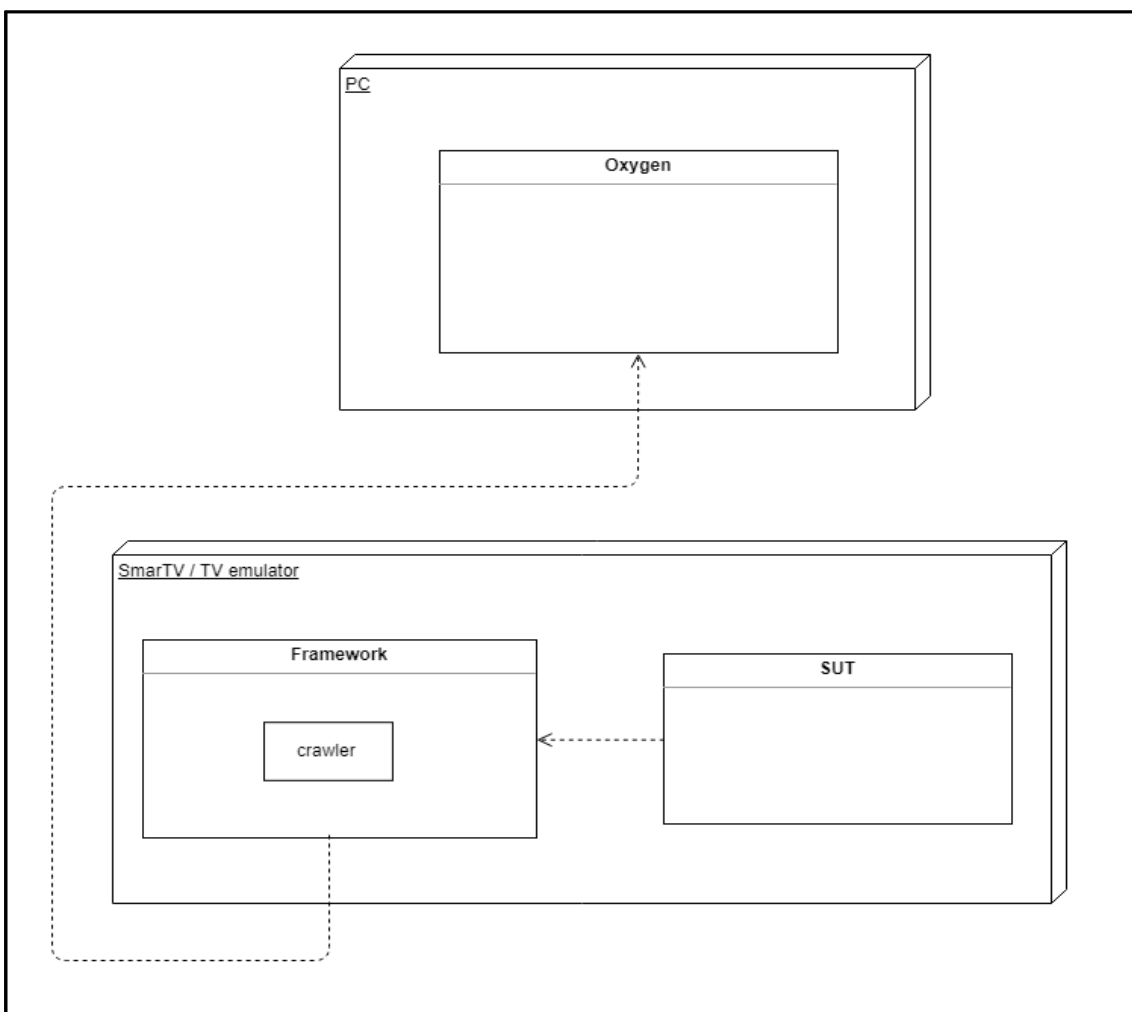 PC
Oxygen
SmarTV / TV emulator
Framework
SUT
crawler